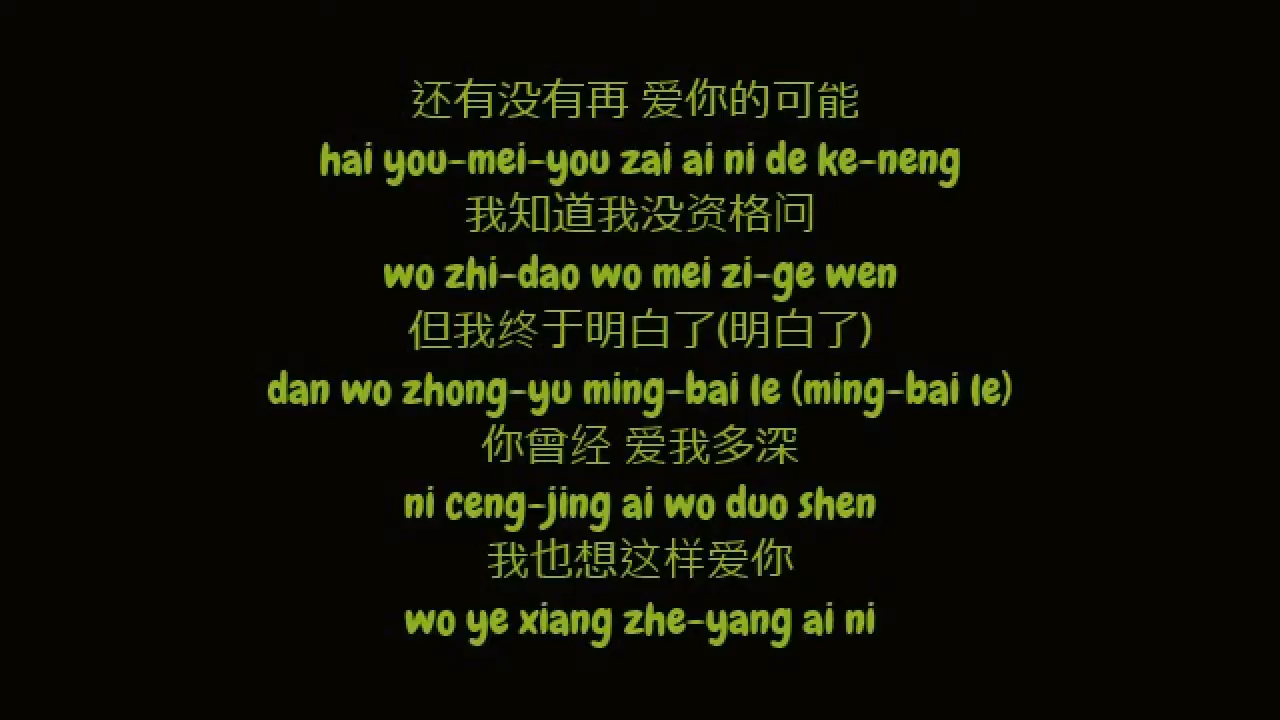 还有没有再 爱你的可能
hai you-mei-you zai ai ni de ke-neng
我知道我没资格问
wo zhi-dao wo mei zi-ge wen
但我终于明白了(明白了)
dan wo zhong-yu ming-bai le (ming-bai le)
你曾经 爱我多深
ni ceng-jing ai wo duo shen
我也想这样爱你
wo ye xiang zhe-yang ai ni